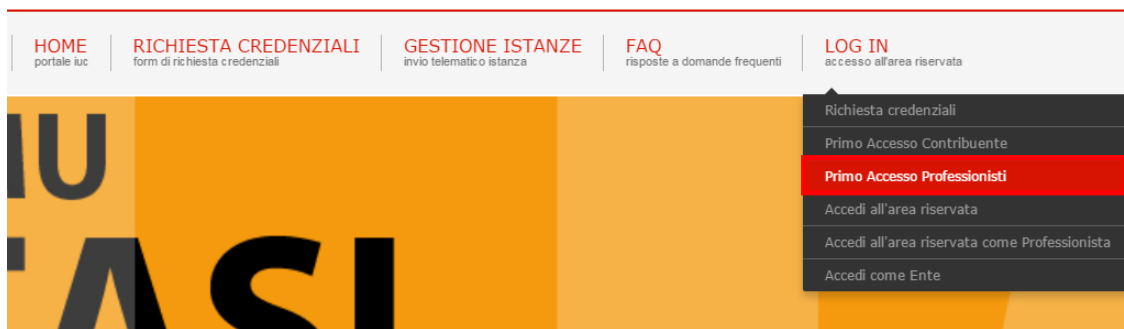 HOME
portale iuc
RICHIESTA CREDENZIALI
form di richiesta credenziali
GESTIONE ISTANZE
invio telematico istanza
FAQ
risposte a domande frequenti
LOG IN
accesso all'area riservata
Richiesta credenziali
Primo Accesso Contribuente
Primo Accesso Professionisti
Accedi all'area riservata
Accedi all'area riservata come Professionista
Accedi come Ente
MU
TASI